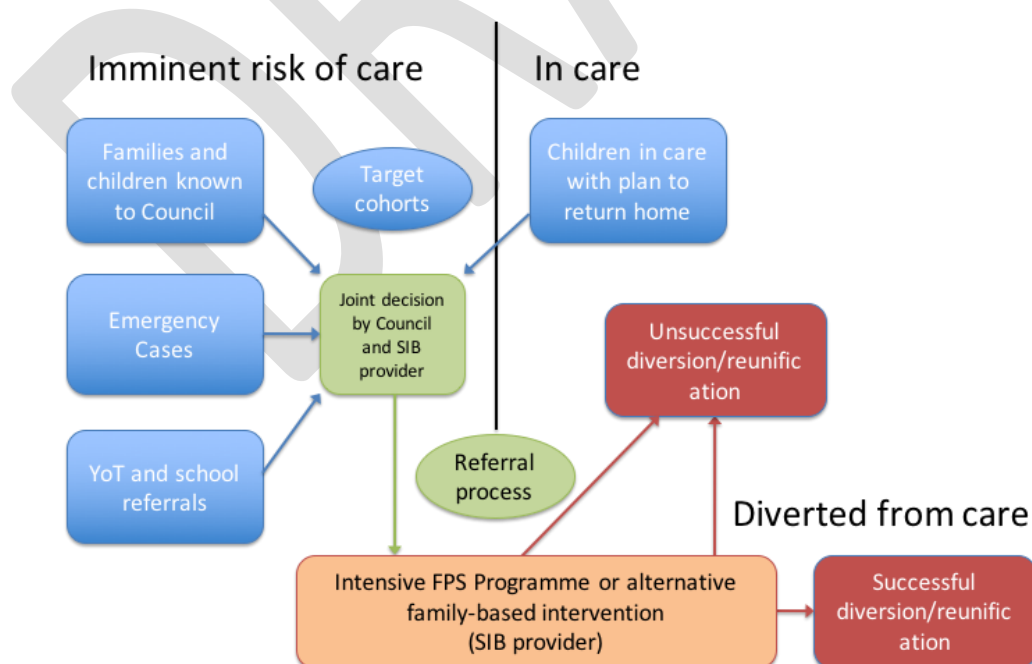 Imminent risk of care
In care
Families and
children known
to Council
Target
cohorts
Children in care
with plan to
return home
Emergency
Cases
Joint decision
by Council
and SIB
provider
Unsuccessful
diversion/reunific
ation
YoT and school
referrals
Referral
process
Diverted from care
Intensive FPS Programme or alternative
family-based intervention
(SIB provider)
Successful
diversion/reunific
ation